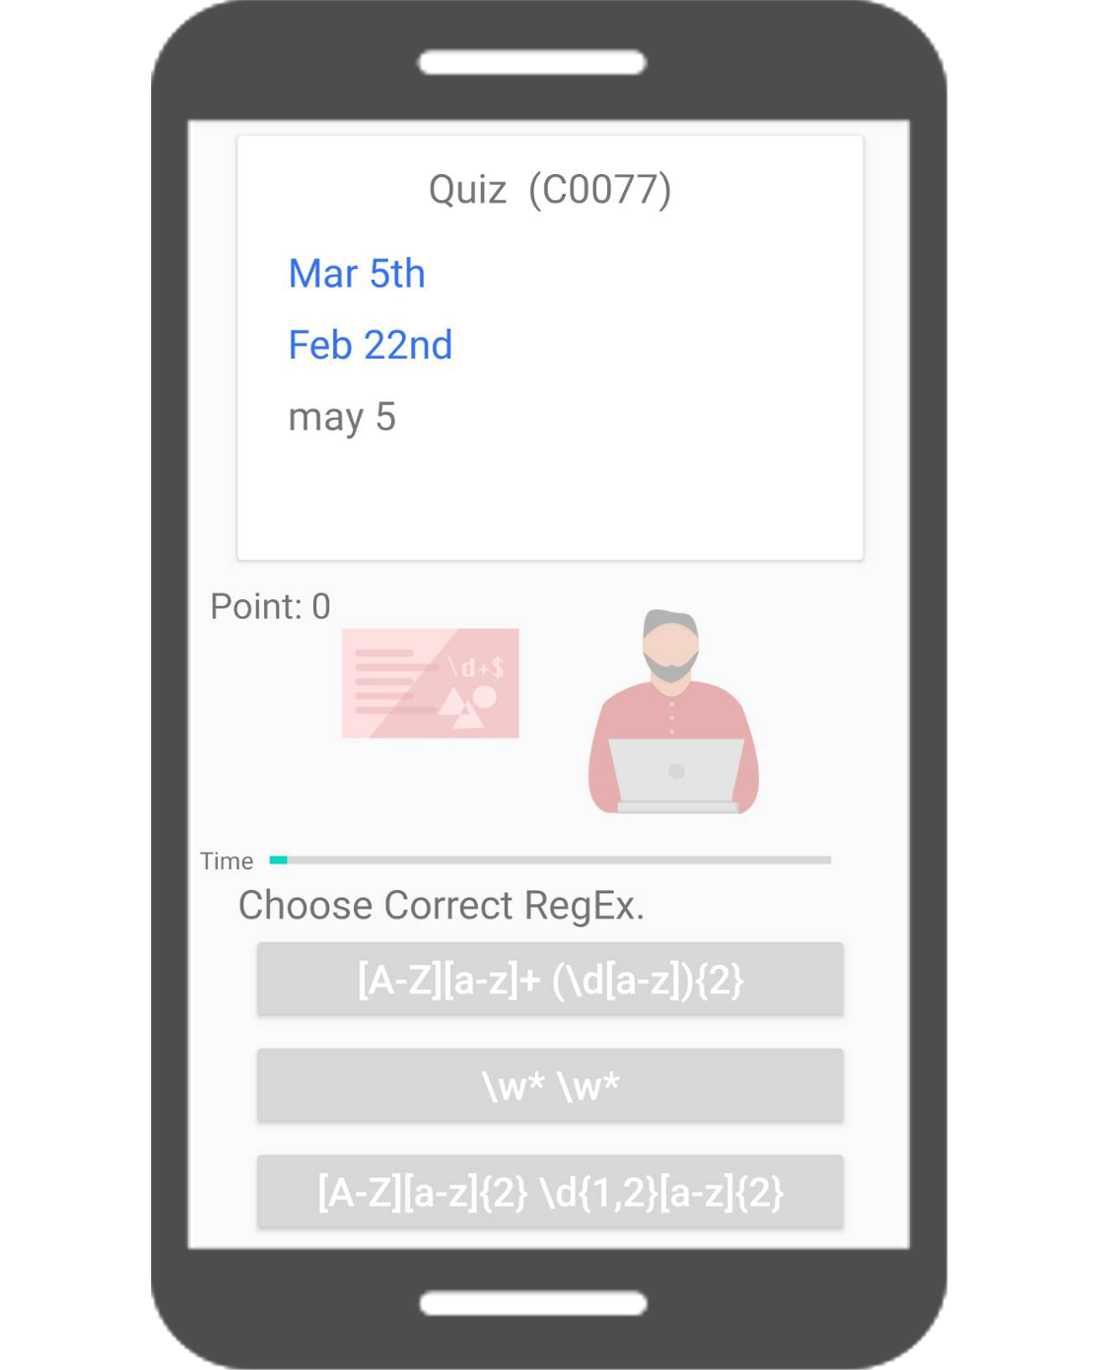 Quiz  (C0077)
Mar 5th
Feb 22nd
may 5
Point: 0
\d+$
Time
Choose Correct RegEx.
[A-Z][a-z]+ (\d[a-z]){2}
\w* \w*
[A-Z][a-z]{2} \d{1,2}[a-z]{2}